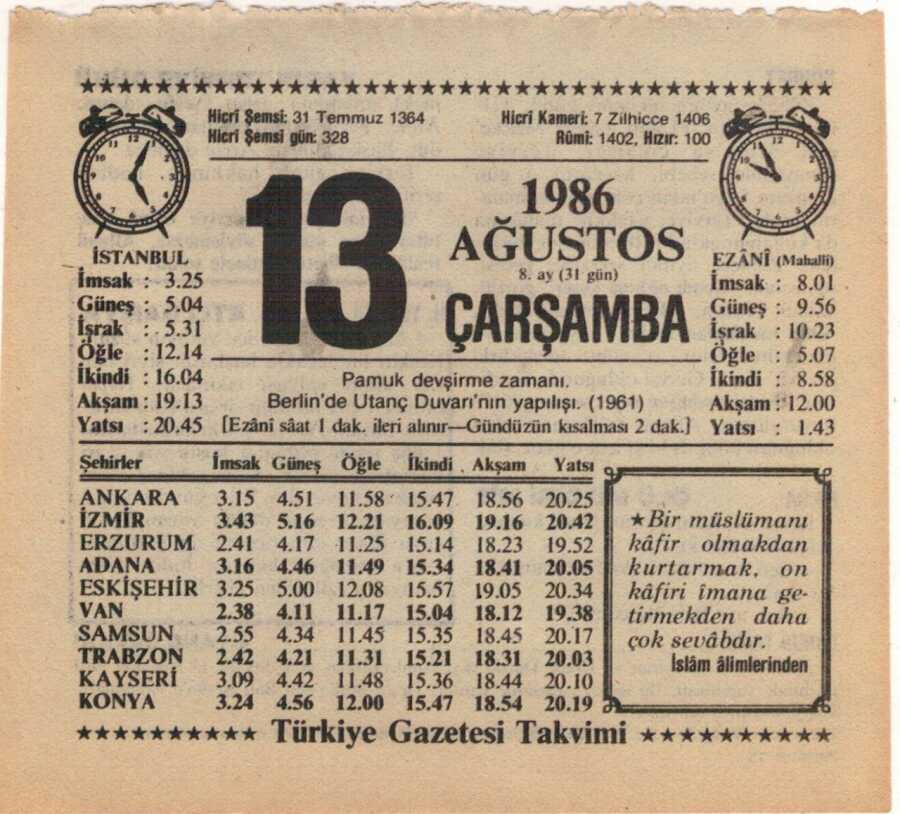 Hicrî Şemsî: 31 Temmuz 1364
Hicrî Şemsî gün: 328
Hicrî Kamerî: 7 Zilhicce 1406
Rûmi: 1402, Hızır: 100
13
1986
AĞUSTOS
8. ay (31 gün)
ÇARŞAMBA
İSTANBUL
İmsak : 3.25
Güneş : 5.04
İşrak : 5.31
Öğle : 12.14
İkindi : 16.04
Akşam : 19.13
Yatsı : 20.45
EZÂNÎ (Mahallî)
İmsak : 8.01
Güneş : 9.56
İşrak : 10.23
Öğle : 5.07
İkindi : 8.58
Akşam : 12.00
Yatsı : 1.43
Pamuk devşirme zamanı.
Berlin'de Utanç Duvarı'nın yapılışı. (1961)
[Ezânî sâat 1 dak. ileri alınır—Gündüzün kısalması 2 dak.]
Şehirler İmsak Güneş Öğle İkindi Akşam Yatsı
ANKARA 3.15 4.51 11.58 15.47 18.56 20.25
İZMİR 3.43 5.16 12.21 16.09 19.16 20.42
ERZURUM 2.41 4.17 11.25 15.14 18.23 19.52
ADANA 3.16 4.46 11.49 15.34 18.41 20.05
ESKİŞEHİR 3.25 5.00 12.08 15.57 19.05 20.34
VAN 2.38 4.11 11.17 15.04 18.12 19.38
SAMSUN 2.55 4.34 11.45 15.35 18.45 20.17
TRABZON 2.42 4.21 11.31 15.21 18.31 20.03
KAYSERİ 3.09 4.42 11.48 15.36 18.44 20.10
KONYA 3.24 4.56 12.00 15.47 18.54 20.19
★Bir müslümanı
kâfir olmakdan
kurtarmak, on
kâfiri îmana ge-
tirmekden daha
çok sevâbdır.
İslâm âlimlerinden
Türkiye Gazetesi Takvimi